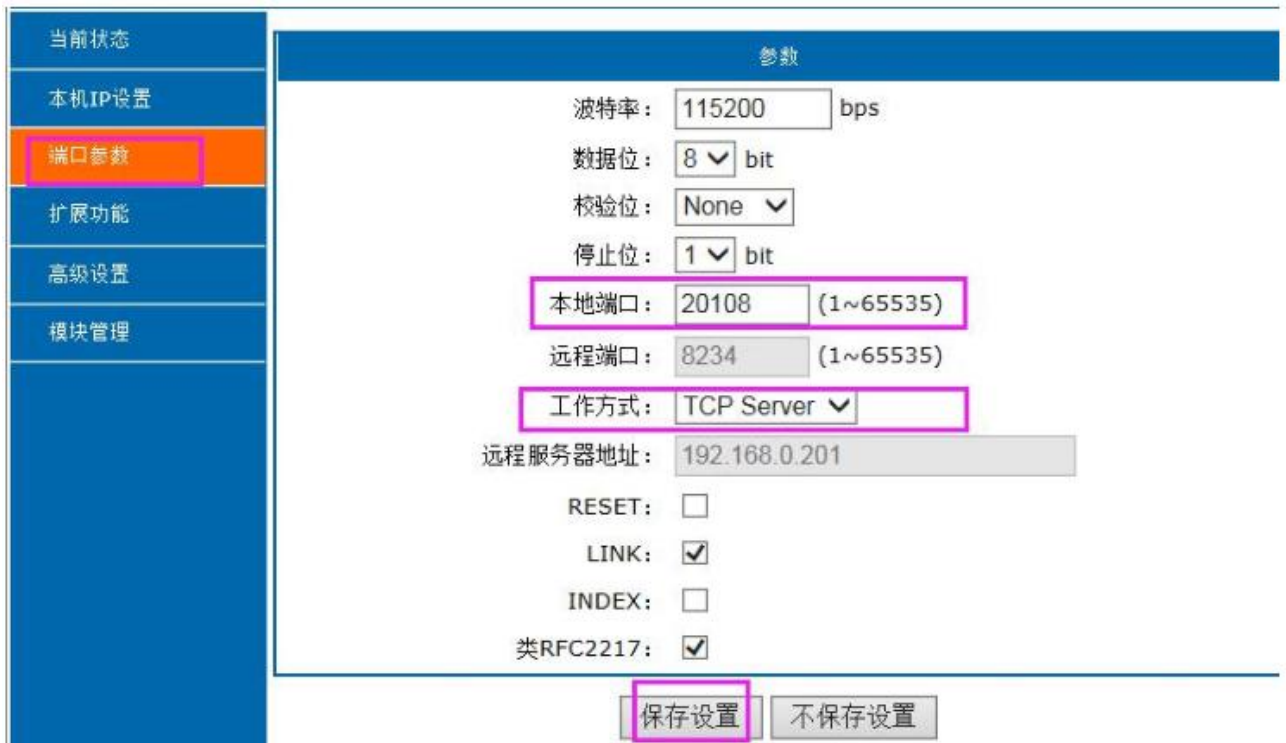 当前状态
本机IP设置
端口参数
扩展功能
高级设置
模块管理
参数
波特率： 115200 bps
数据位： 8 bit
校验位： None
停止位： 1 bit
本地端口： 20108 (1~65535)
远程端口： 8234 (1~65535)
工作方式： TCP Server
远程服务器地址： 192.168.0.201
RESET：
LINK：
INDEX：
类RFC2217：
保存设置 不保存设置